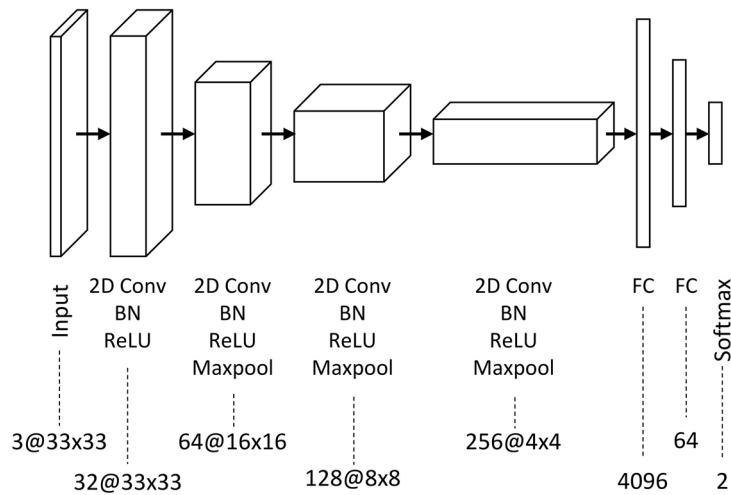 Input
2D Conv
BN
ReLU
2D Conv
BN
ReLU
Maxpool
2D Conv
BN
ReLU
Maxpool
2D Conv
BN
ReLU
Maxpool
FC
FC
Softmax
3@33x33
32@33x33
64@16x16
128@8x8
256@4x4
4096
64
2